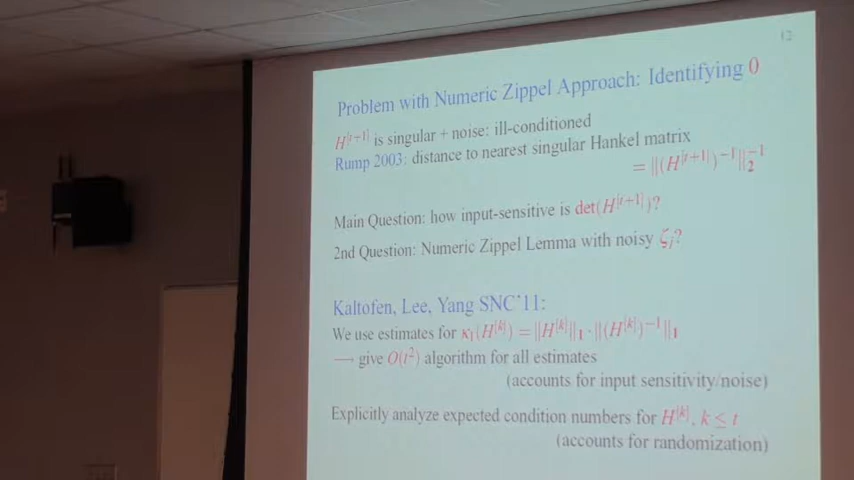 12
Problem with Numeric Zippel Approach: Identifying 0
H^[t+1] is singular + noise: ill-conditioned
Rump 2003: distance to nearest singular Hankel matrix
= ‖(H^[t+1])^−1‖_2^−1
Main Question: how input-sensitive is det(H^[t+1])?
2nd Question: Numeric Zippel Lemma with noisy ζ_j?
Kaltofen, Lee, Yang SNC'11:
We use estimates for κ_1(H^[k]) = ‖H^[k]‖_1 · ‖(H^[k])^−1‖_1
⟶ give O(t^2) algorithm for all estimates
(accounts for input sensitivity/noise)
Explicitly analyze expected condition numbers for H^[k], k ≤ t
(accounts for randomization)